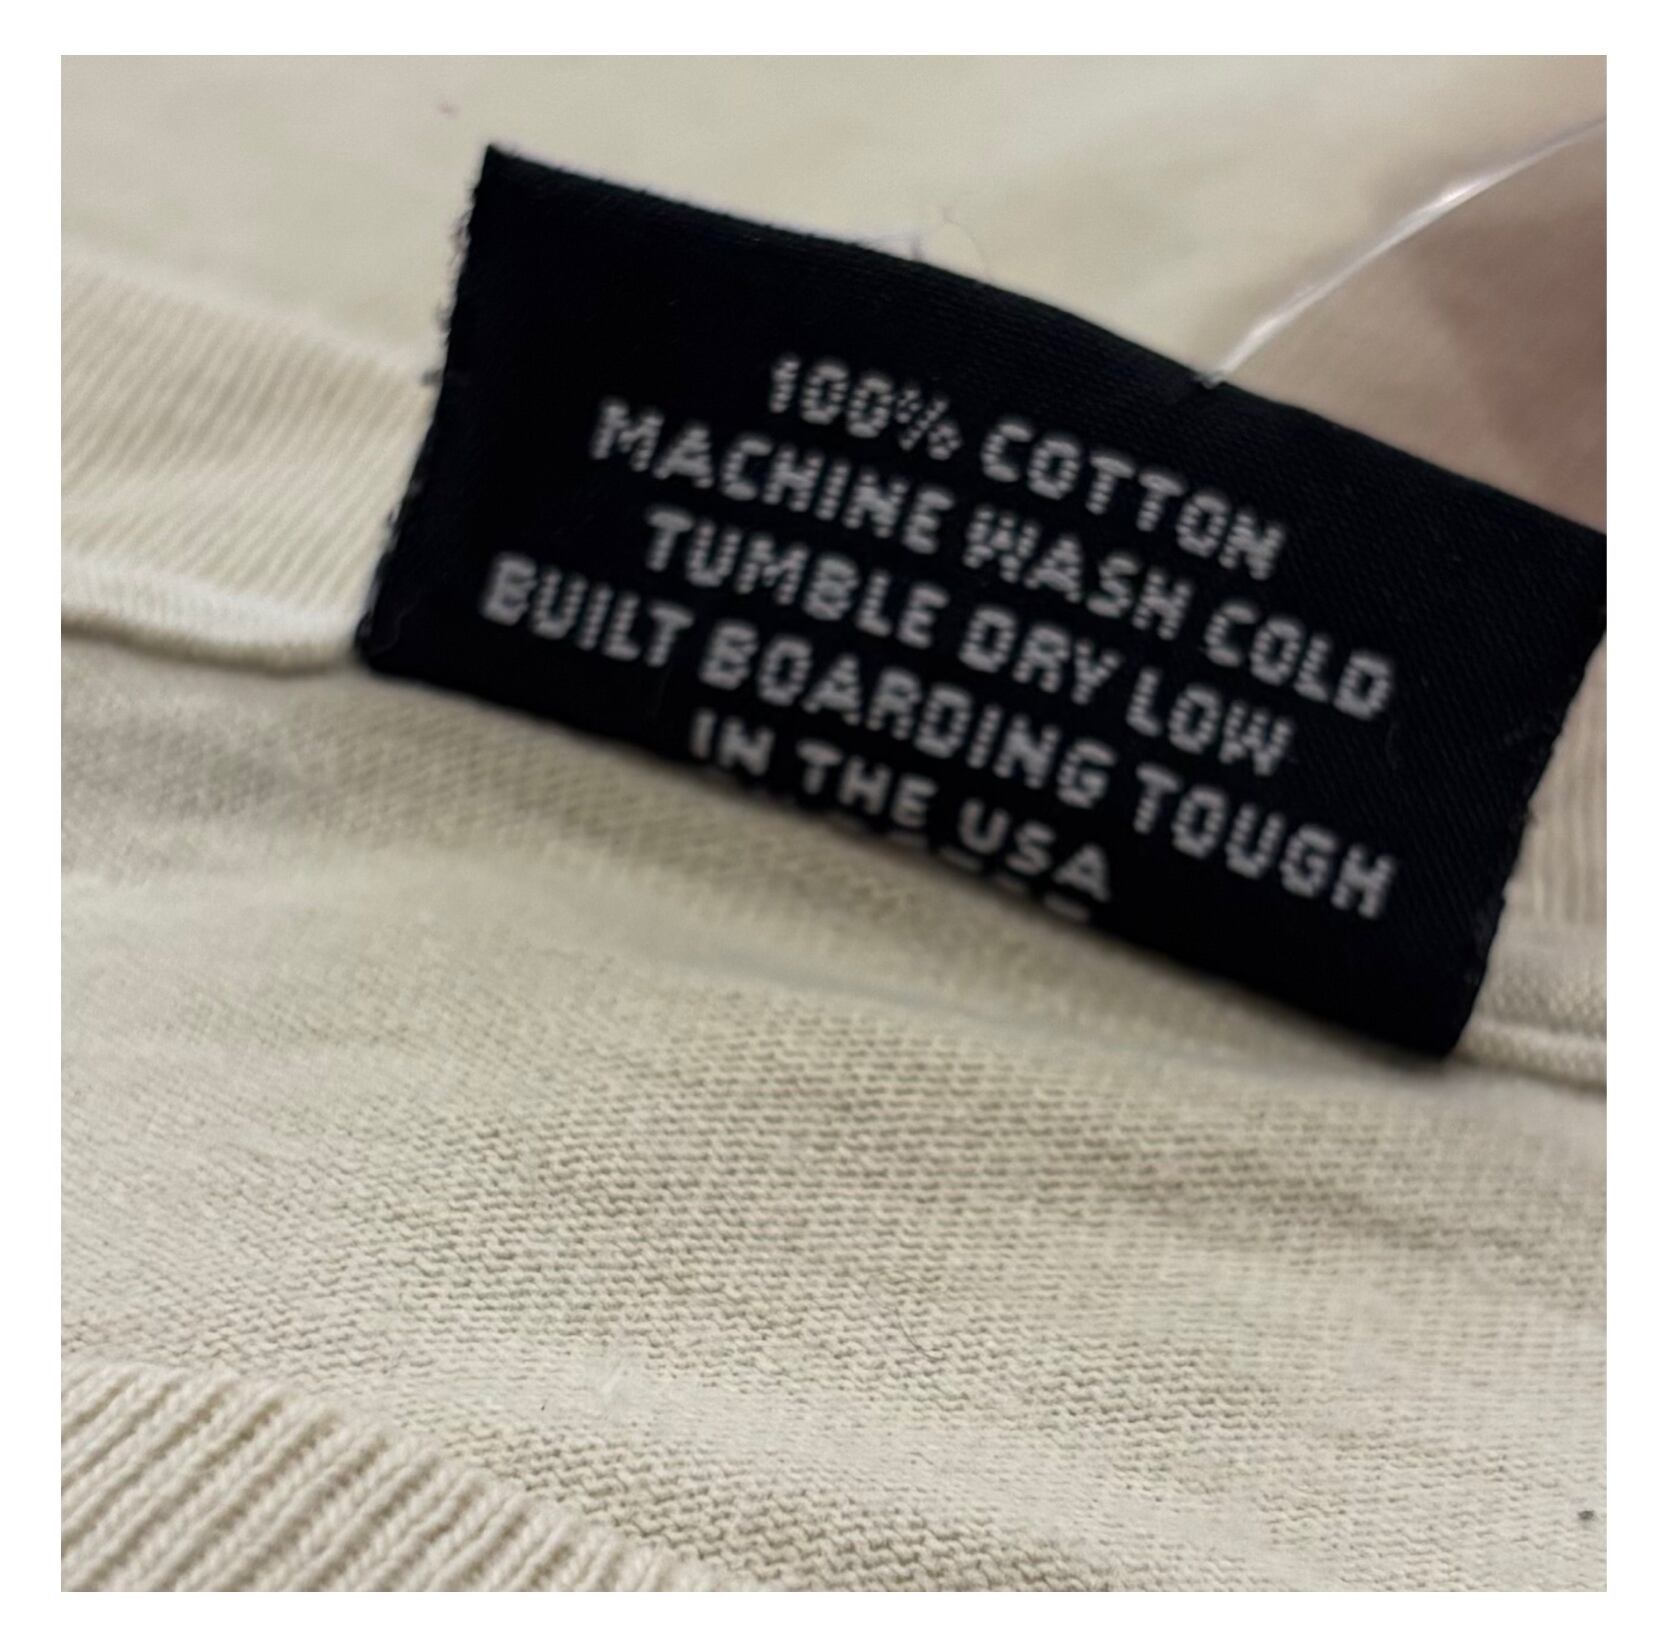 100% COTTON
MACHINE WASH COLD
TUMBLE DRY LOW
BUILT BOARDING TOUGH
IN THE USA